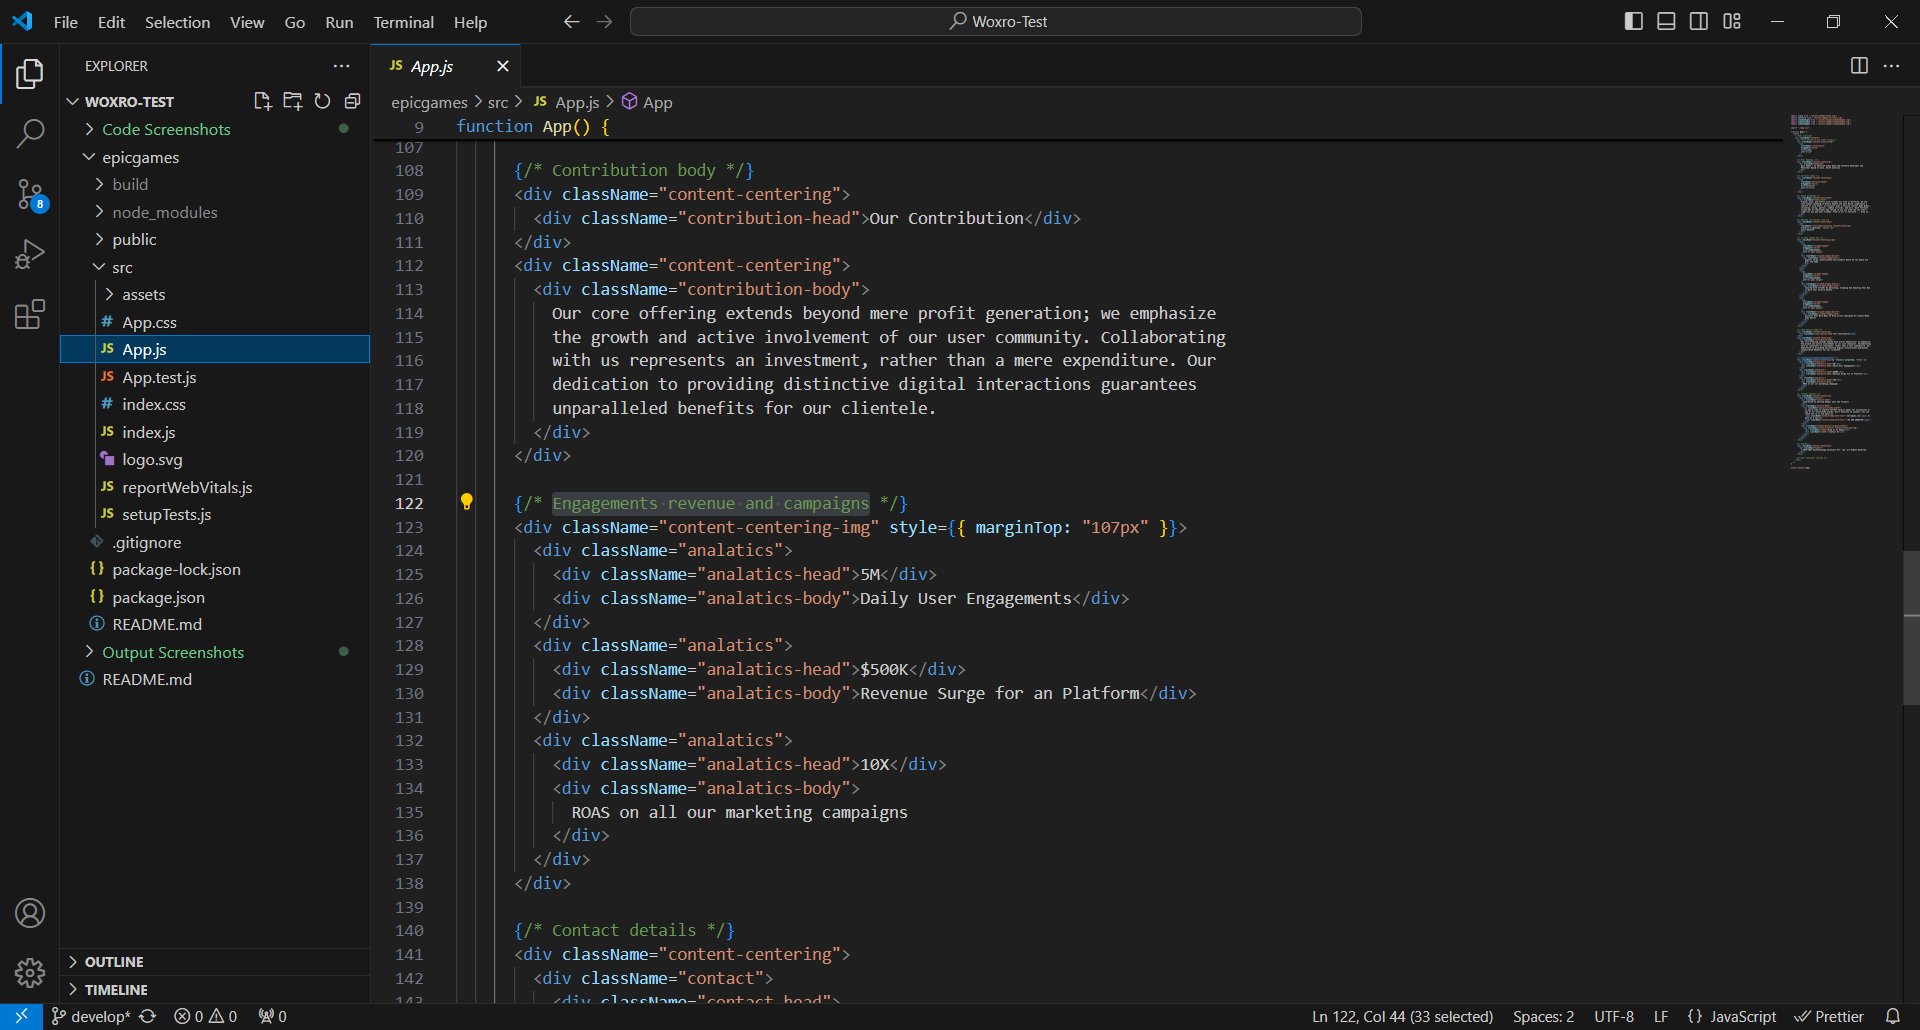 File Edit Selection View Go Run Terminal Help
Woxro-Test
EXPLORER
WOXRO-TEST
Code Screenshots
epicgames
build
node_modules
public
src
assets
# App.css
JS App.js
JS App.test.js
# index.css
JS index.js
logo.svg
JS reportWebVitals.js
JS setupTests.js
.gitignore
{} package-lock.json
{} package.json
README.md
Output Screenshots
README.md
OUTLINE
TIMELINE
8
JS App.js
epicgames > src > JS App.js > App
9 function App() {
107
108 {/* Contribution body */}
109 <div className="content-centering">
110 <div className="contribution-head">Our Contribution</div>
111 </div>
112 <div className="content-centering">
113 <div className="contribution-body">
114 Our core offering extends beyond mere profit generation; we emphasize
115 the growth and active involvement of our user community. Collaborating
116 with us represents an investment, rather than a mere expenditure. Our
117 dedication to providing distinctive digital interactions guarantees
118 unparalleled benefits for our clientele.
119 </div>
120 </div>
121
122 {/* Engagements revenue and campaigns */}
123 <div className="content-centering-img" style={{ marginTop: "107px" }}>
124 <div className="analatics">
125 <div className="analatics-head">5M</div>
126 <div className="analatics-body">Daily User Engagements</div>
127 </div>
128 <div className="analatics">
129 <div className="analatics-head">$500K</div>
130 <div className="analatics-body">Revenue Surge for an Platform</div>
131 </div>
132 <div className="analatics">
133 <div className="analatics-head">10X</div>
134 <div className="analatics-body">
135 ROAS on all our marketing campaigns
136 </div>
137 </div>
138 </div>
139
140 {/* Contact details */}
141 <div className="content-centering">
142 <div className="contact">
143 <div className="contact-head">
develop* 0 0 0
Ln 122, Col 44 (33 selected) Spaces: 2 UTF-8 LF {} JavaScript Prettier